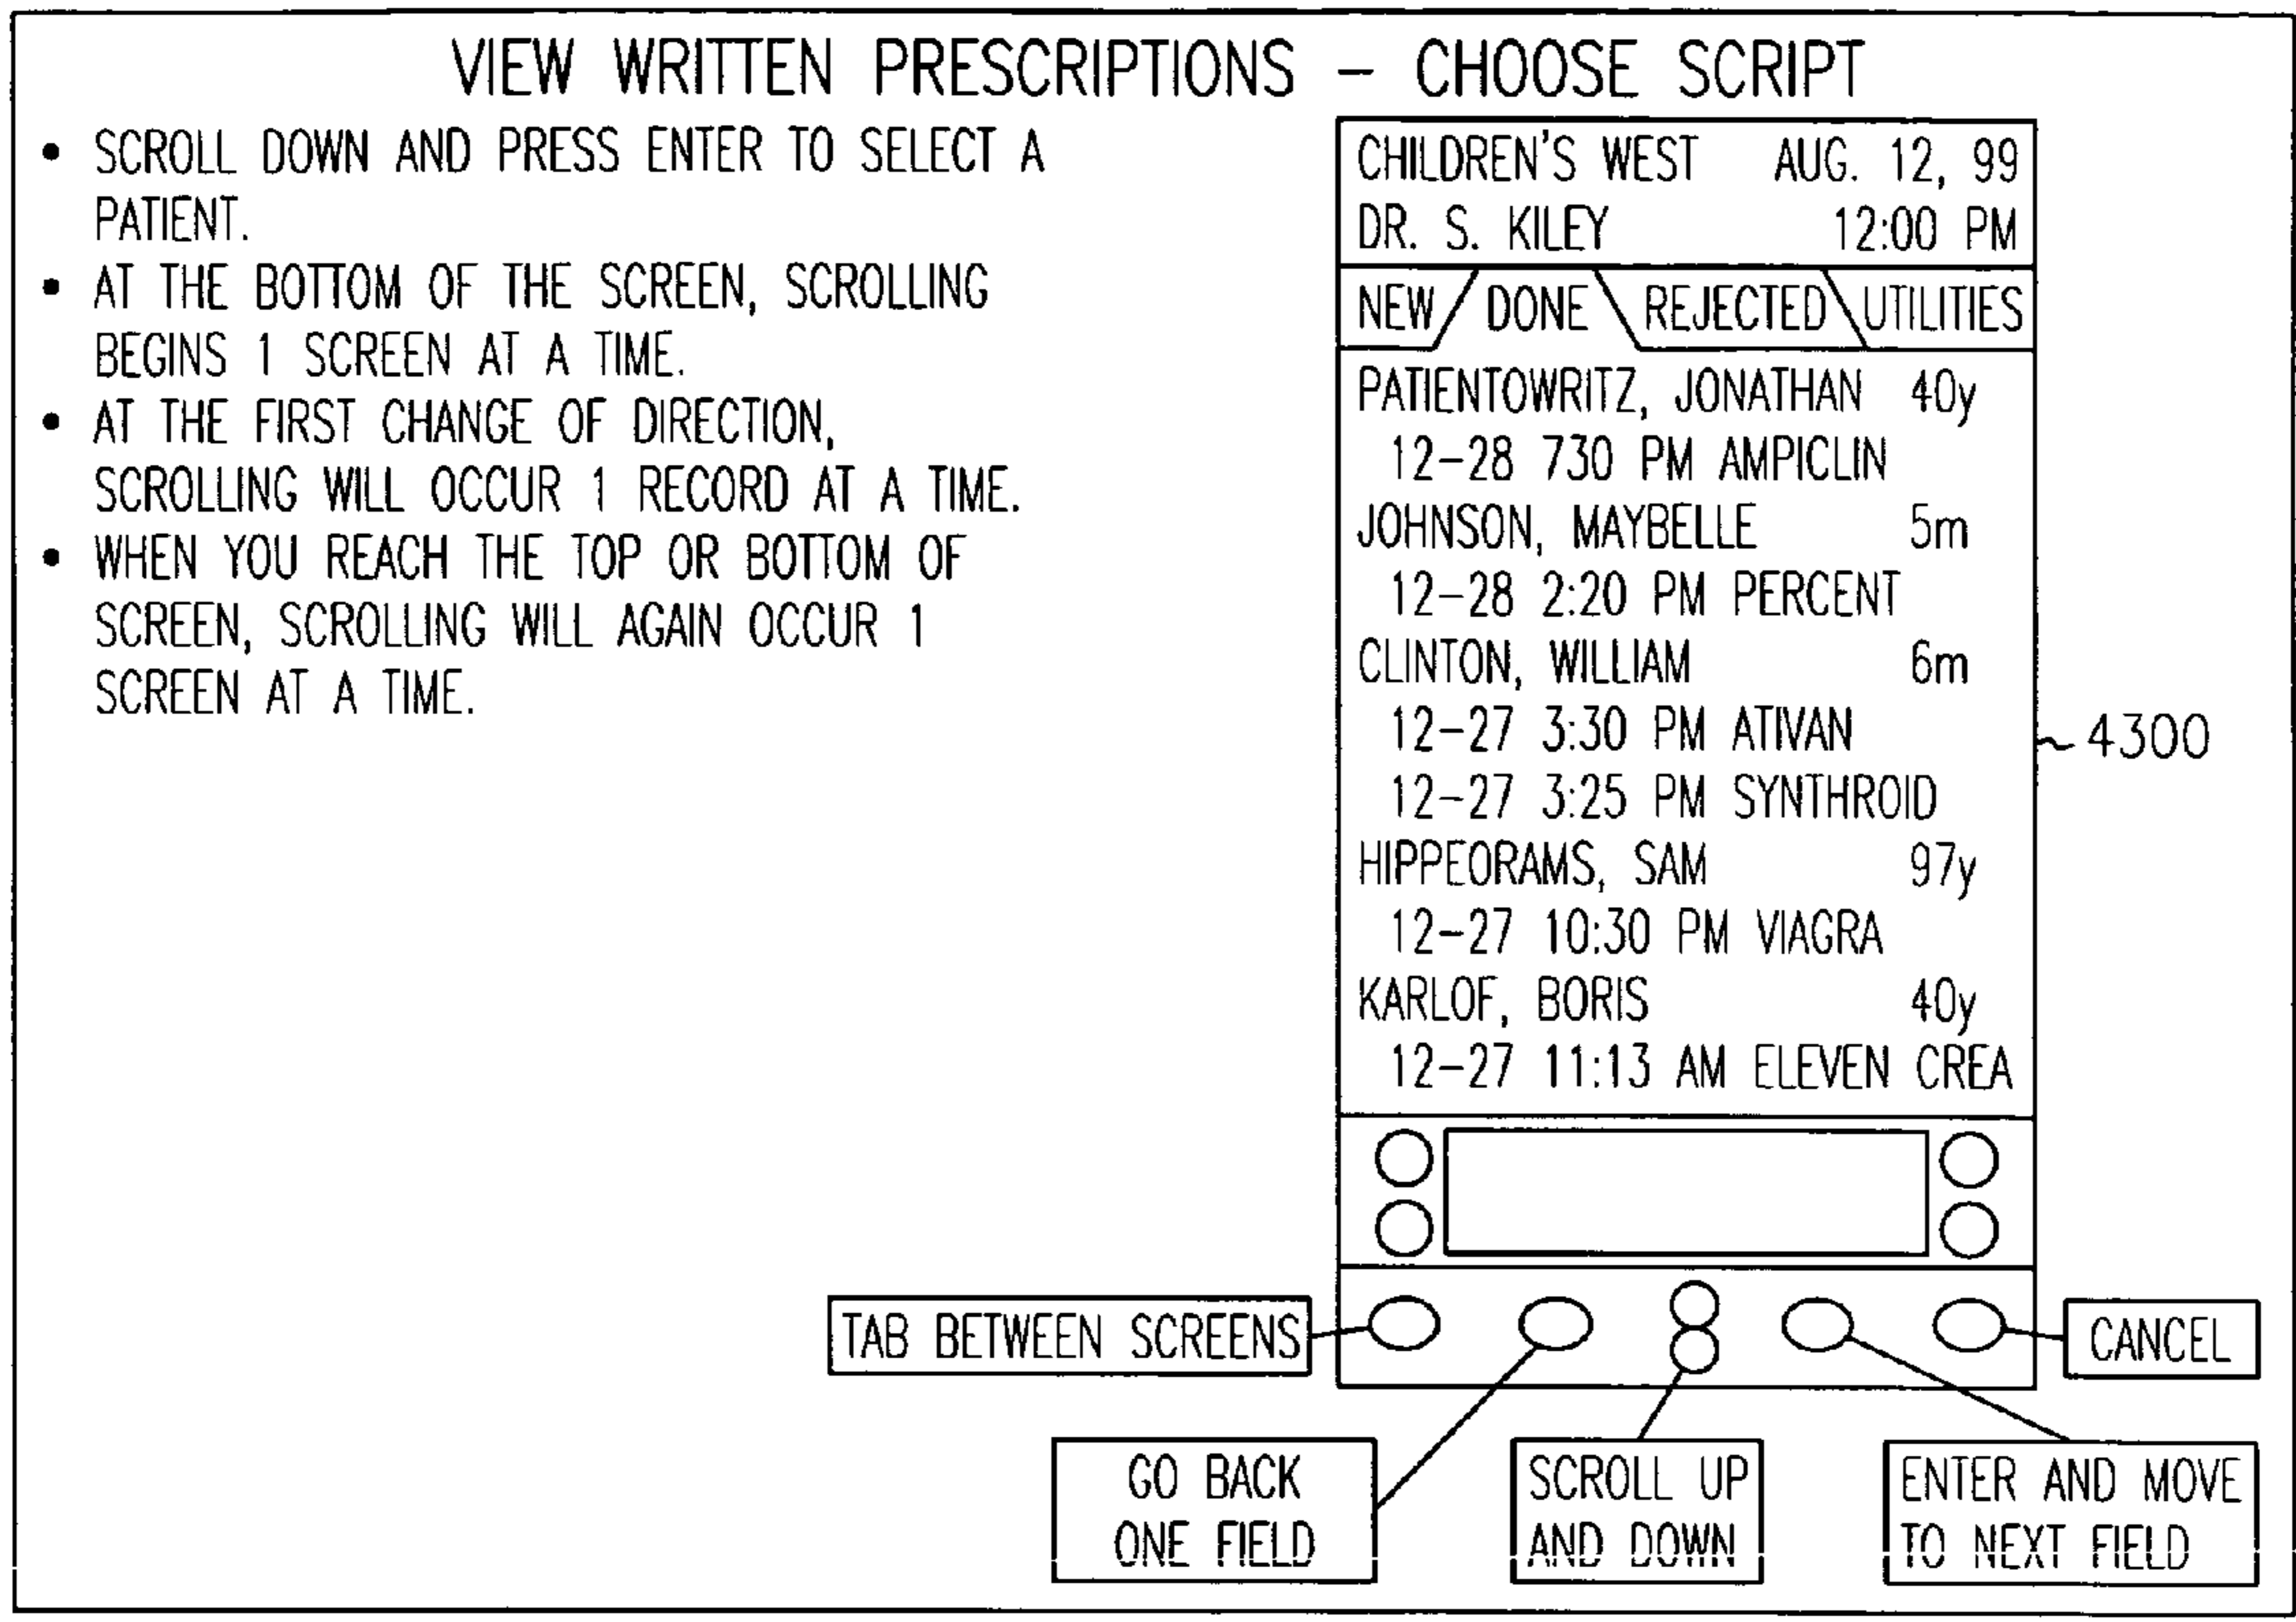 VIEW WRITTEN PRESCRIPTIONS – CHOOSE SCRIPT
• SCROLL DOWN AND PRESS ENTER TO SELECT A
PATIENT.
• AT THE BOTTOM OF THE SCREEN, SCROLLING
BEGINS 1 SCREEN AT A TIME.
• AT THE FIRST CHANGE OF DIRECTION,
SCROLLING WILL OCCUR 1 RECORD AT A TIME.
• WHEN YOU REACH THE TOP OR BOTTOM OF
SCREEN, SCROLLING WILL AGAIN OCCUR 1
SCREEN AT A TIME.
CHILDREN'S WEST AUG. 12, 99
DR. S. KILEY 12:00 PM
NEW DONE REJECTED UTILITIES
PATIENTOWRITZ, JONATHAN 40y
12–28 730 PM AMPICLIN
JOHNSON, MAYBELLE 5m
12–28 2:20 PM PERCENT
CLINTON, WILLIAM 6m
12–27 3:30 PM ATIVAN
12–27 3:25 PM SYNTHROID
HIPPEORAMS, SAM 97y
12–27 10:30 PM VIAGRA
KARLOF, BORIS 40y
12–27 11:13 AM ELEVEN CREA
4300
TAB BETWEEN SCREENS
CANCEL
GO BACK
ONE FIELD
SCROLL UP
AND DOWN
ENTER AND MOVE
TO NEXT FIELD